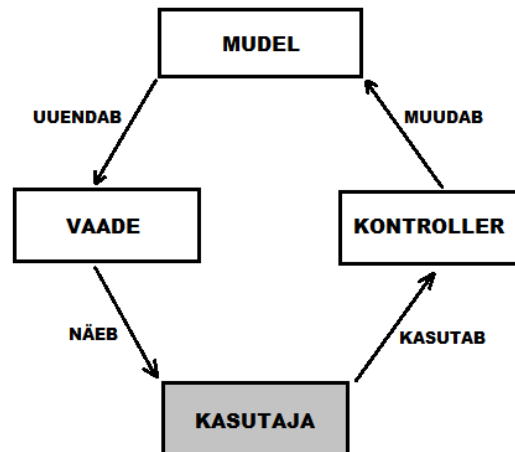 MUDEL
UUENDAB
MUUDAB
VAADE
KONTROLLER
NÄEB
KASUTAB
KASUTAJA